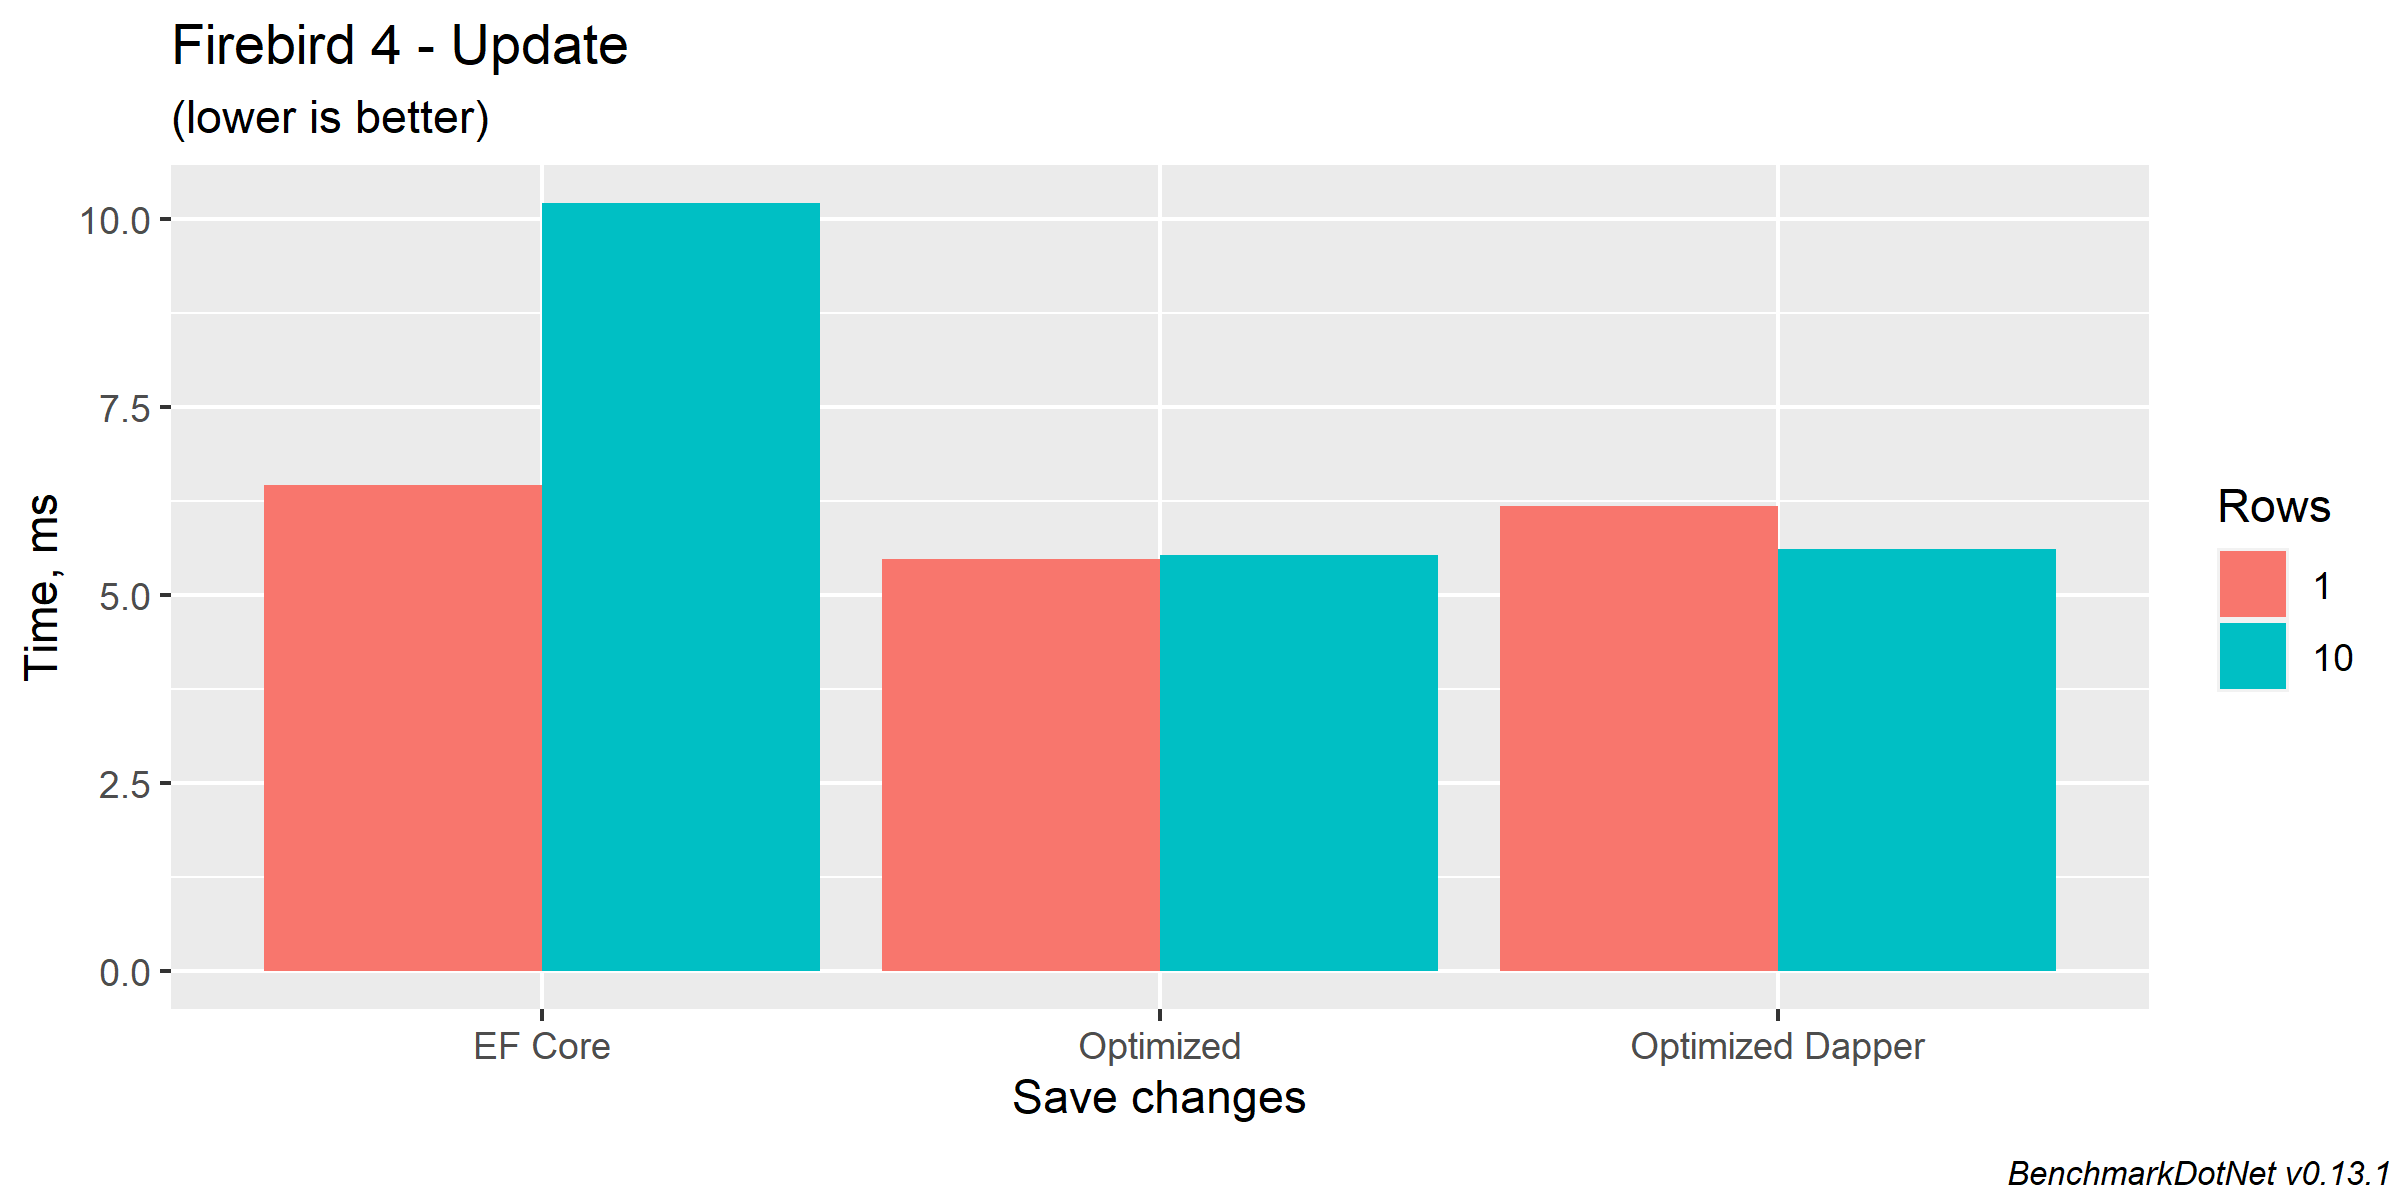 Firebird 4 - Update
(lower is better)
Time, ms
10.0
7.5
5.0
2.5
0.0
EF Core
Optimized
Optimized Dapper
Save changes
Rows
1
10
BenchmarkDotNet v0.13.1